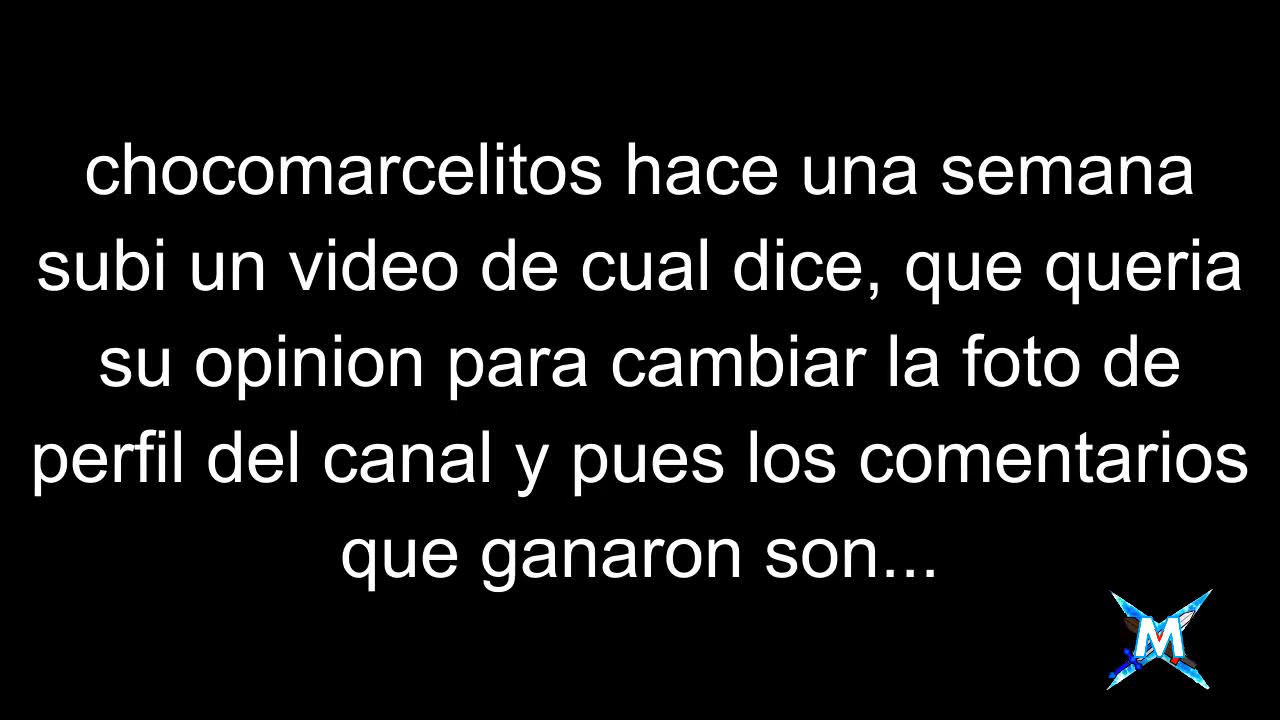 chocomarcelitos hace una semana
subi un video de cual dice, que queria
su opinion para cambiar la foto de
perfil del canal y pues los comentarios
que ganaron son...
M